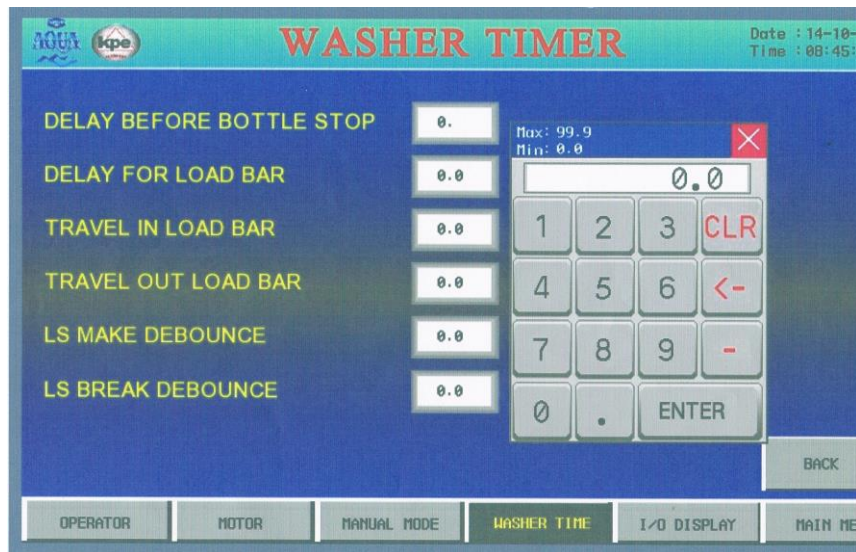 AQUA kpe WASHER TIMER Date :14-10-
Time :08:45:
DELAY BEFORE BOTTLE STOP 0.
DELAY FOR LOAD BAR 0.0
TRAVEL IN LOAD BAR 0.0
TRAVEL OUT LOAD BAR 0.0
LS MAKE DEBOUNCE 0.0
LS BREAK DEBOUNCE 0.0
Max: 99.9
Min: 0.0
0.0
1 2 3 CLR
4 5 6 <-
7 8 9 -
0 . ENTER
BACK
OPERATOR MOTOR MANUAL MODE WASHER TIME I/O DISPLAY MAIN ME